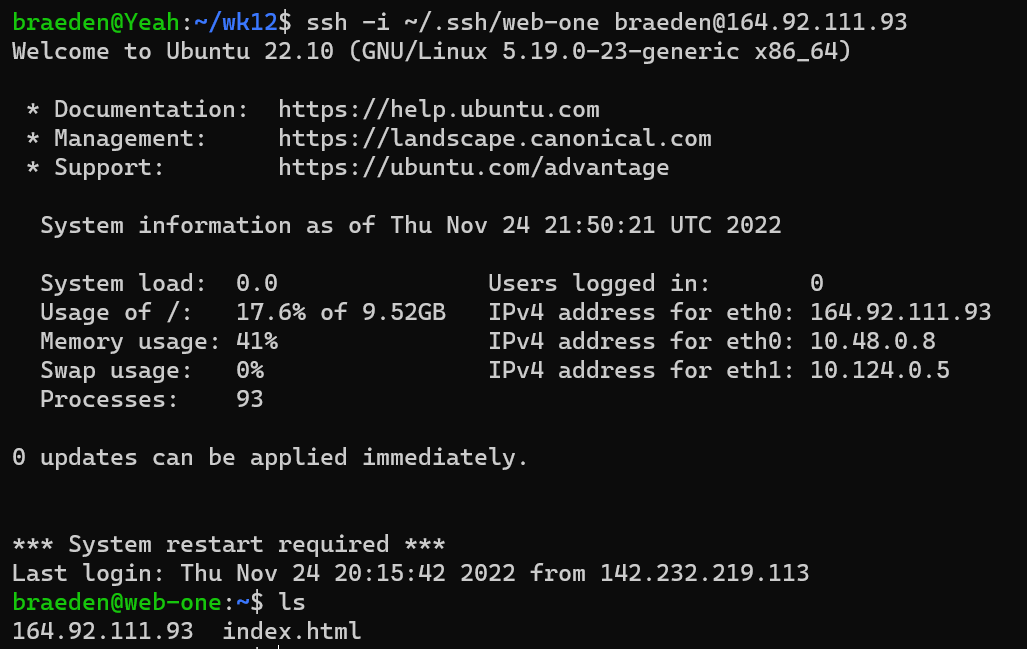 braeden@Yeah:~/wk12$ ssh -i ~/.ssh/web-one braeden@164.92.111.93
Welcome to Ubuntu 22.10 (GNU/Linux 5.19.0-23-generic x86_64)
* Documentation:  https://help.ubuntu.com
* Management:     https://landscape.canonical.com
* Support:        https://ubuntu.com/advantage
System information as of Thu Nov 24 21:50:21 UTC 2022
System load:  0.0               Users logged in:       0
Usage of /:   17.6% of 9.52GB   IPv4 address for eth0: 164.92.111.93
Memory usage: 41%               IPv4 address for eth0: 10.48.0.8
Swap usage:   0%                IPv4 address for eth1: 10.124.0.5
Processes:    93
0 updates can be applied immediately.
*** System restart required ***
Last login: Thu Nov 24 20:15:42 2022 from 142.232.219.113
braeden@web-one:~$ ls
164.92.111.93  index.html